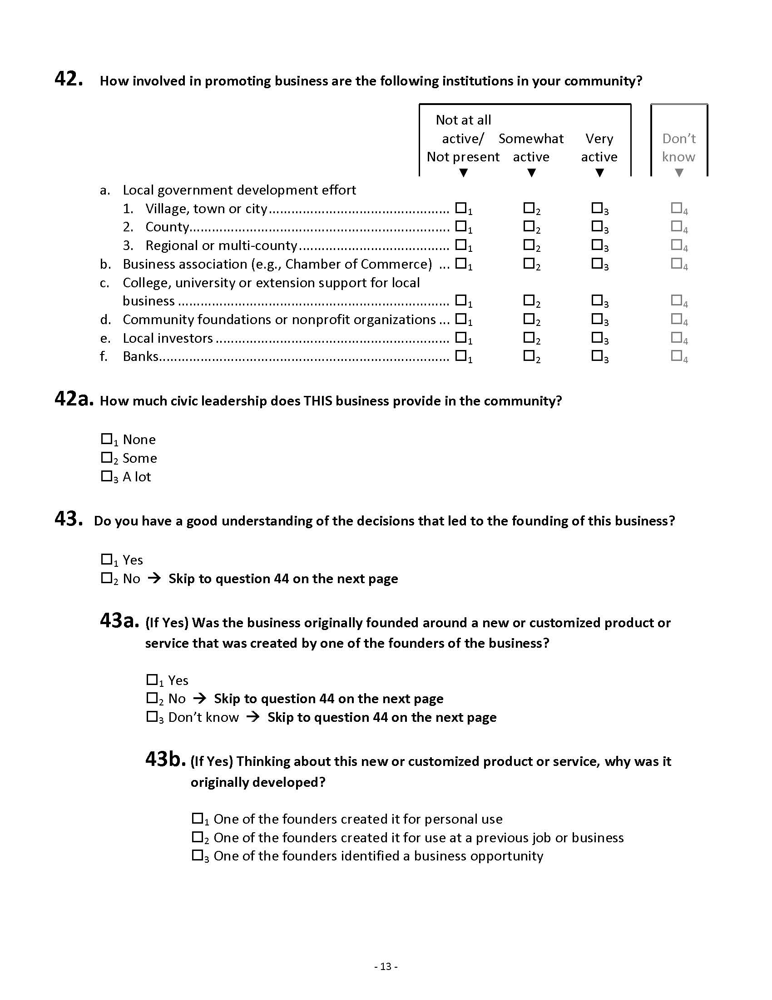 42. How involved in promoting business are the following institutions in your community?
Not at all
active/ Somewhat Very Don't
Not present active active know
▼ ▼ ▼ ▼
a. Local government development effort
1. Village, town or city................................................ □1 □2 □3 □4
2. County..................................................................... □1 □2 □3 □4
3. Regional or multi-county........................................ □1 □2 □3 □4
b. Business association (e.g., Chamber of Commerce) ... □1 □2 □3 □4
c. College, university or extension support for local
business ........................................................................ □1 □2 □3 □4
d. Community foundations or nonprofit organizations ... □1 □2 □3 □4
e. Local investors .............................................................. □1 □2 □3 □4
f. Banks............................................................................. □1 □2 □3 □4
42a. How much civic leadership does THIS business provide in the community?
□1 None
□2 Some
□3 A lot
43. Do you have a good understanding of the decisions that led to the founding of this business?
□1 Yes
□2 No → Skip to question 44 on the next page
43a. (If Yes) Was the business originally founded around a new or customized product or
service that was created by one of the founders of the business?
□1 Yes
□2 No → Skip to question 44 on the next page
□3 Don't know → Skip to question 44 on the next page
43b. (If Yes) Thinking about this new or customized product or service, why was it
originally developed?
□1 One of the founders created it for personal use
□2 One of the founders created it for use at a previous job or business
□3 One of the founders identified a business opportunity
- 13 -